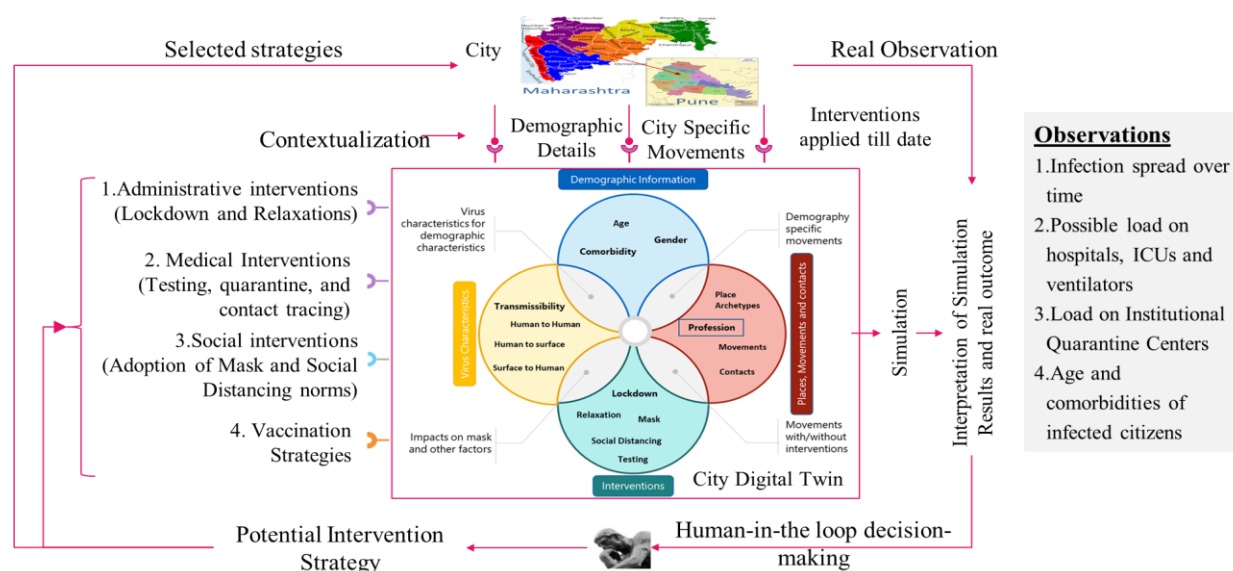 Selected strategies
City
Maharashtra
Pune
Real Observation
Contextualization
Demographic
Details
City Specific
Movements
Interventions
applied till date
1.Administrative interventions
(Lockdown and Relaxations)
2. Medical Interventions
(Testing, quarantine, and
contact tracing)
3.Social interventions
(Adoption of Mask and Social
Distancing norms)
4. Vaccination
Strategies
Demographic Information
Virus
characteristics for
demographic
characteristics
Age
Gender
Comorbidity
Demography
specific
movements
Virus Characteristics
Transmissibility
Human to Human
Human to surface
Surface to Human
Place
Archetypes
Profession
Movements
Contacts
Places, Movements and contacts
Lockdown
Relaxation
Mask
Social Distancing
Testing
Interventions
Impacts on mask
and other factors
Movements
with/without
interventions
City Digital Twin
Simulation
Interpretation of Simulation
Results and real outcome
Observations
1.Infection spread over
time
2.Possible load on
hospitals, ICUs and
ventilators
3.Load on Institutional
Quarantine Centers
4.Age and
comorbidities of
infected citizens
Potential Intervention
Strategy
Human-in-the loop decision-
making